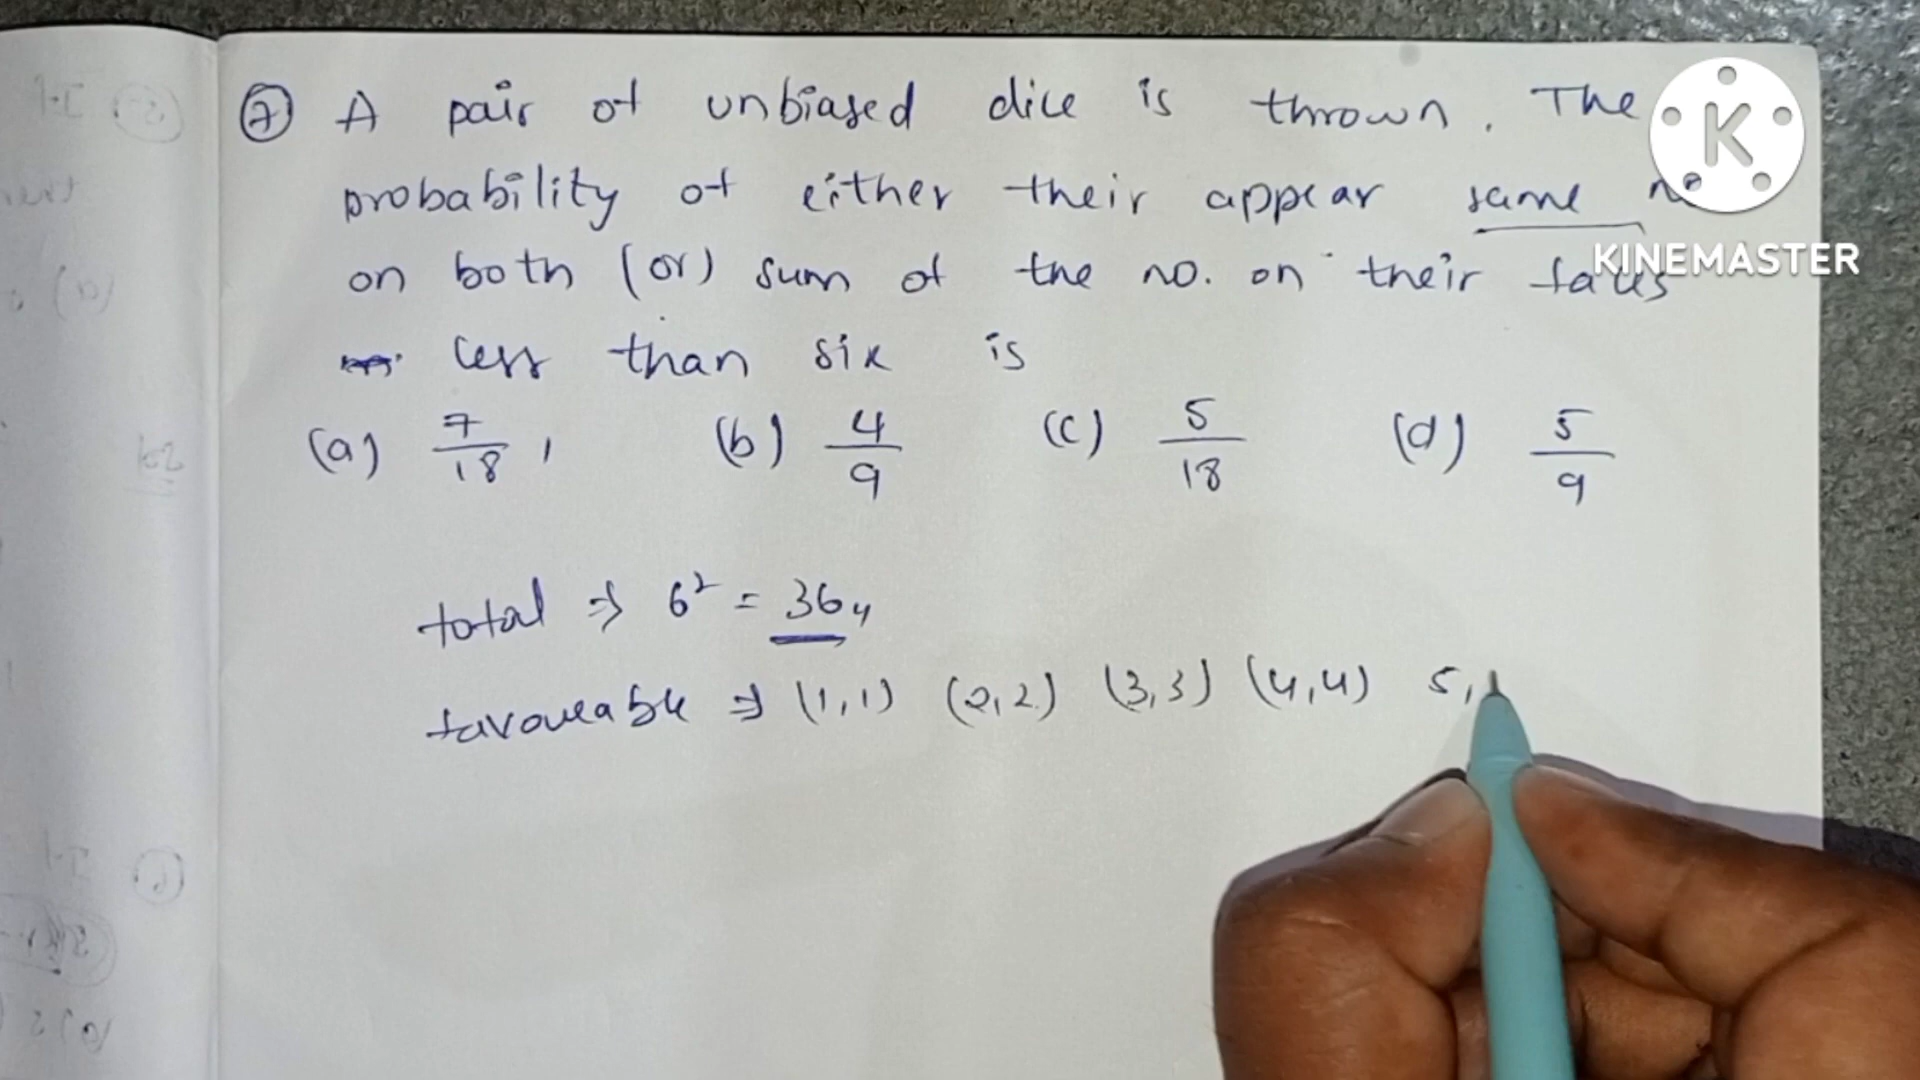 7 A pair of unbiased dice is thrown. The
probability of either their appear same no
on both (or) sum of the no. on their faces
less than six is
(a) 7/18, (b) 4/9 (c) 5/18 (d) 5/9
total ⇒ 6² = 36
favoureable ⇒ (1,1) (2,2) (3,3) (4,4) 5,
K
KINEMASTER